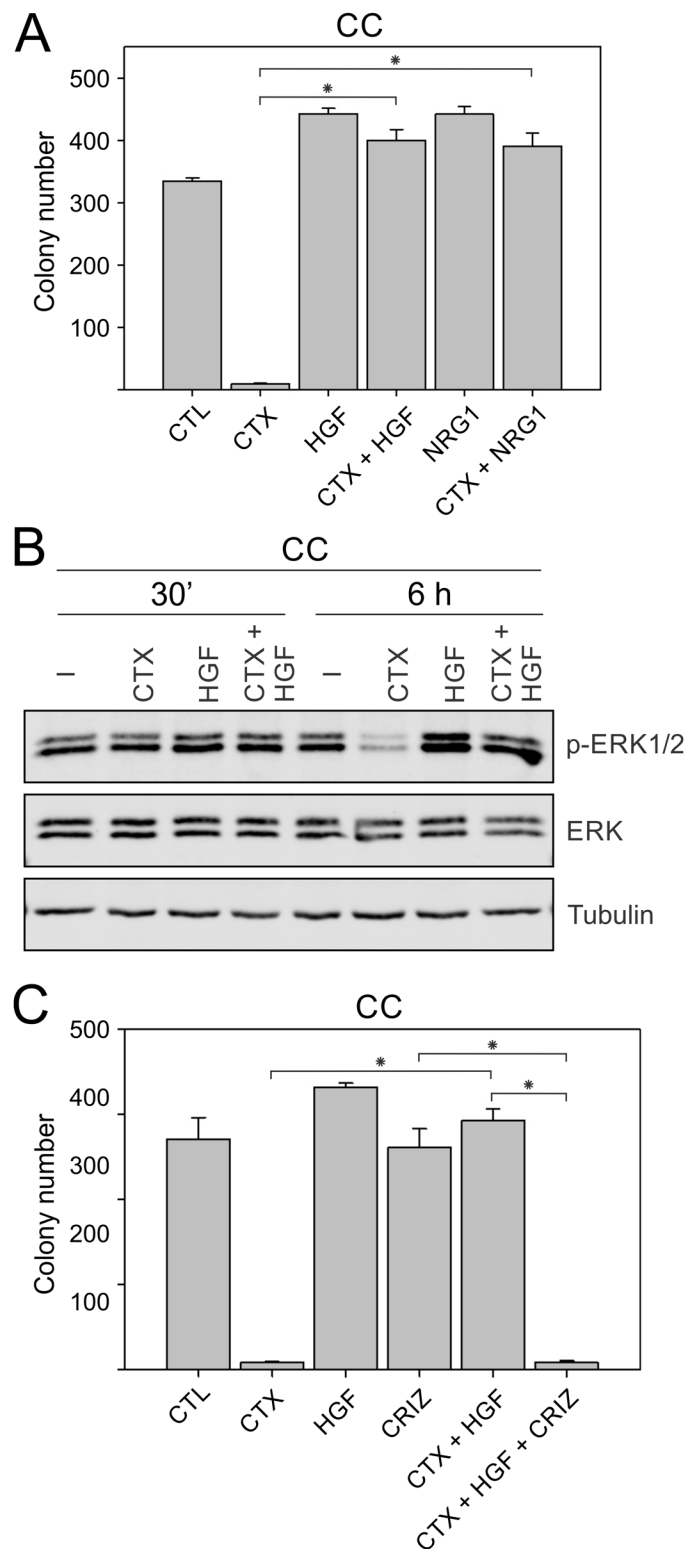 A
CC
Colony number
500
400
300
200
100
*
*
CTL
CTX
HGF
CTX + HGF
NRG1
CTX + NRG1
B
CC
30’
6 h
–
CTX
HGF
CTX +
HGF
–
CTX
HGF
CTX +
HGF
p-ERK1/2
ERK
Tubulin
C
CC
Colony number
500
400
300
200
100
*
*
*
CTL
CTX
HGF
CRIZ
CTX + HGF
CTX + HGF + CRIZ